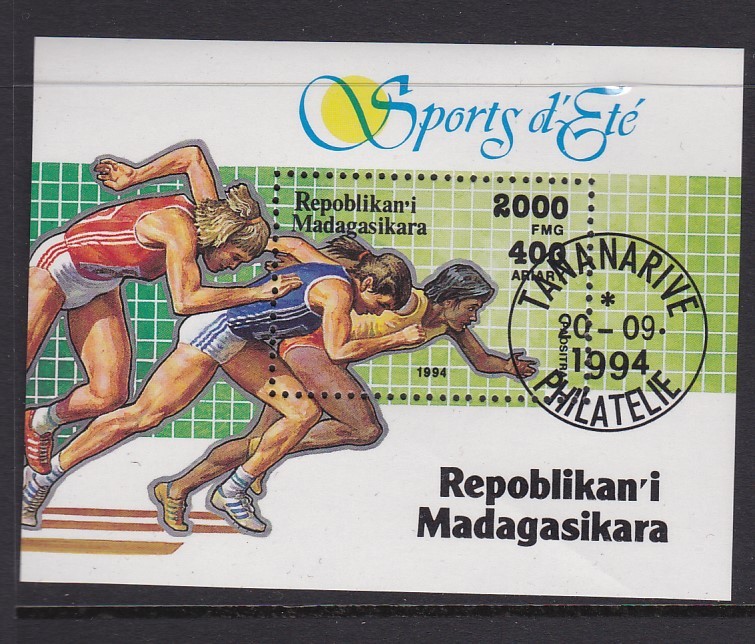 Sports d'Eté
Repoblikan'i
Madagasikara
2000
FMG
400
ARIARY
1994
TANANARIVE
*
20-09-
1994
PHILATELIE
Repoblikan'i
Madagasikara